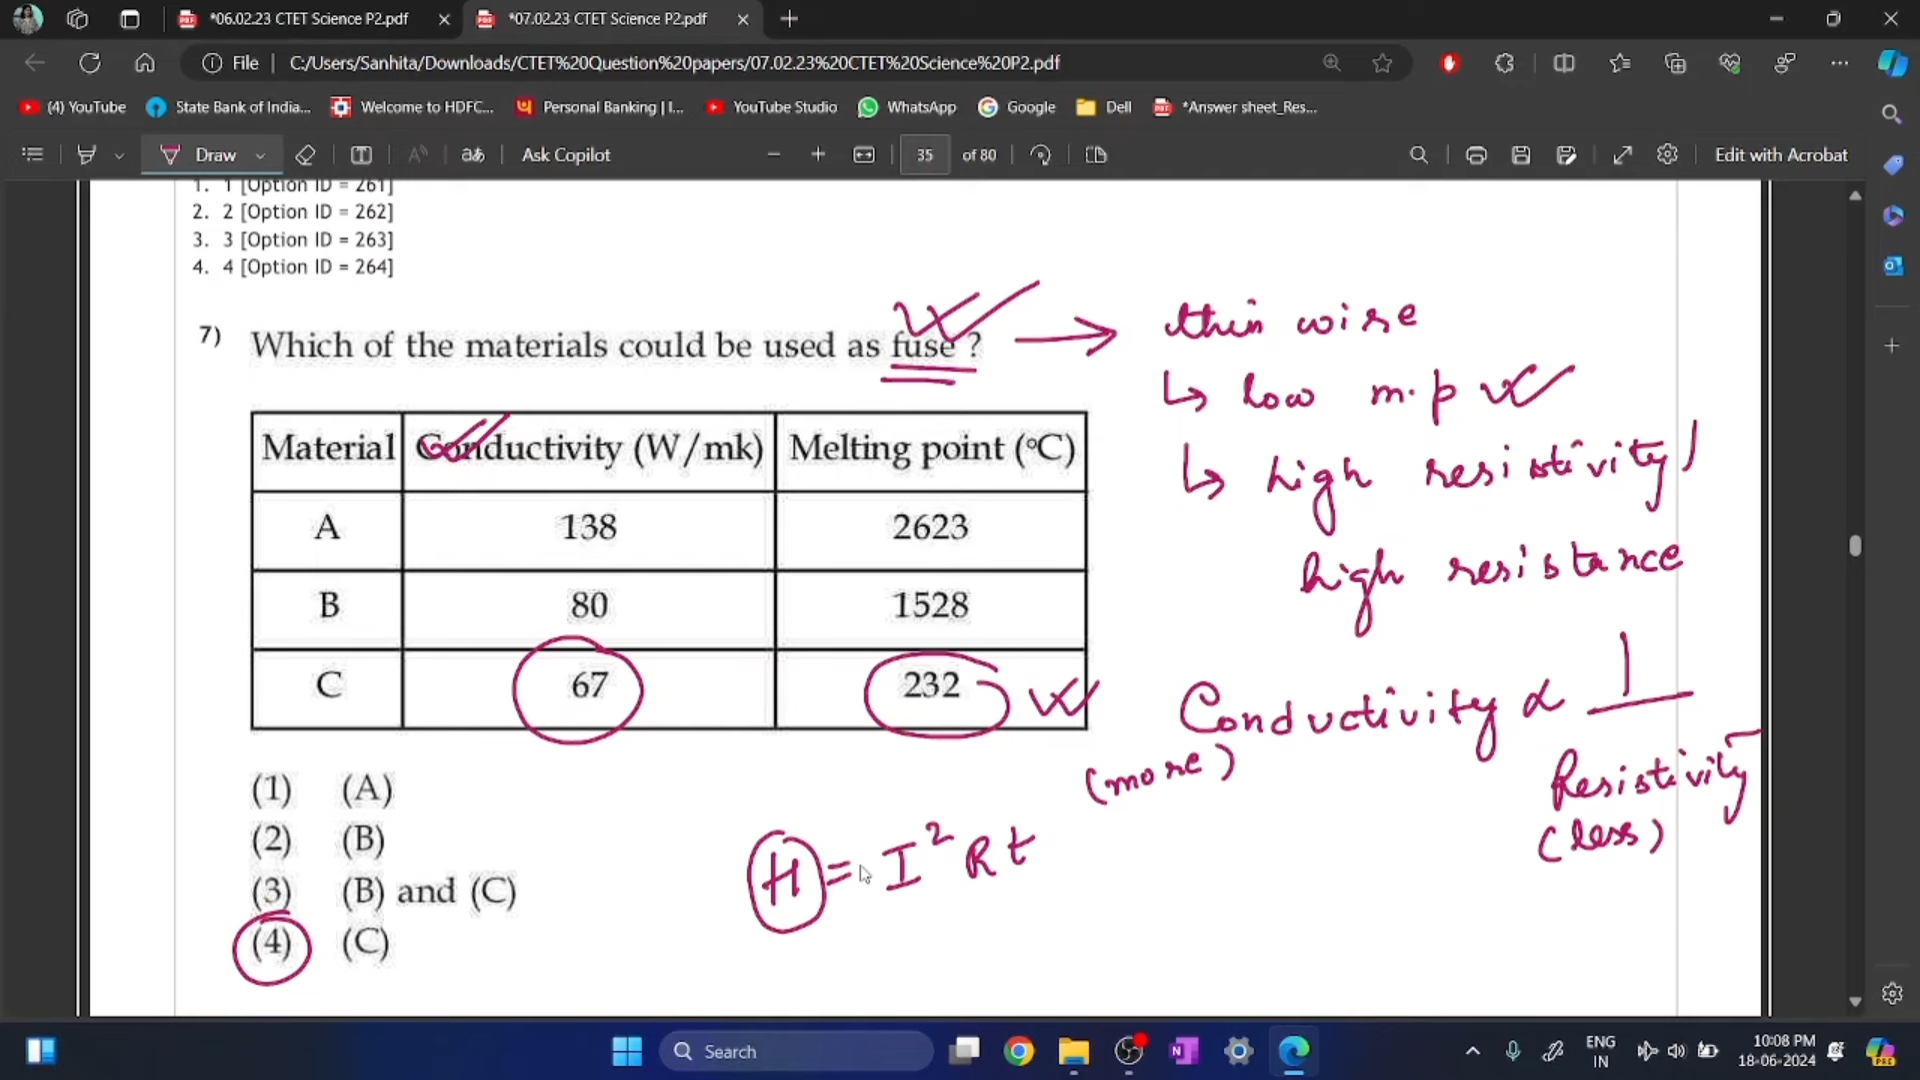 *06.02.23 CTET Science P2.pdf
*07.02.23 CTET Science P2.pdf
File
C:/Users/Sanhita/Downloads/CTET%20Question%20papers/07.02.23%20CTET%20Science%20P2.pdf
(4) YouTube
State Bank of India...
Welcome to HDFC...
Personal Banking | I...
YouTube Studio
WhatsApp
Google
Dell
*Answer sheet_Res...
Draw
Ask Copilot
35 of 80
Edit with Acrobat
1. 1 [Option ID = 261]
2. 2 [Option ID = 262]
3. 3 [Option ID = 263]
4. 4 [Option ID = 264]
7) Which of the materials could be used as fuse ?
thin wire
low m.p
high resistivity/
high resistance
Material Conductivity (W/mk) Melting point (°C)
A 138 2623
B 80 1528
C 67 232
Conductivity ∝ 1
(more)
Resistivity
(less)
(1) (A)
(2) (B)
(3) (B) and (C)
(4) (C)
H = I² R t
Search
ENG
IN
10:08 PM
18-06-2024